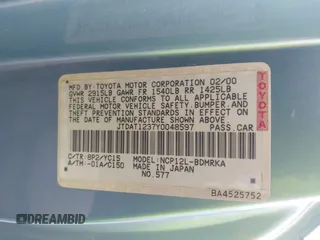 MFD. BY TOYOTA MOTOR CORPORATION 02/00
GVWR 2915LB GAWR FR 1540LB RR 1425LB
THIS VEHICLE CONFORMS TO ALL APPLICABLE
FEDERAL MOTOR VEHICLE SAFETY, BUMPER, AND
THEFT PREVENTION STANDARDS IN EFFECT ON
THE DATE OF MANUFACTURE SHOWN ABOVE.
JTDAT1237Y0048597 PASS.CAR
C/TR: 8P2/YC15 MODEL: NCP12L-BDMRKA
A/TM: -01A/C150 MADE IN JAPAN
NO.577
BA4525752
TOYOTA
TOYOTA
© DREAMBID